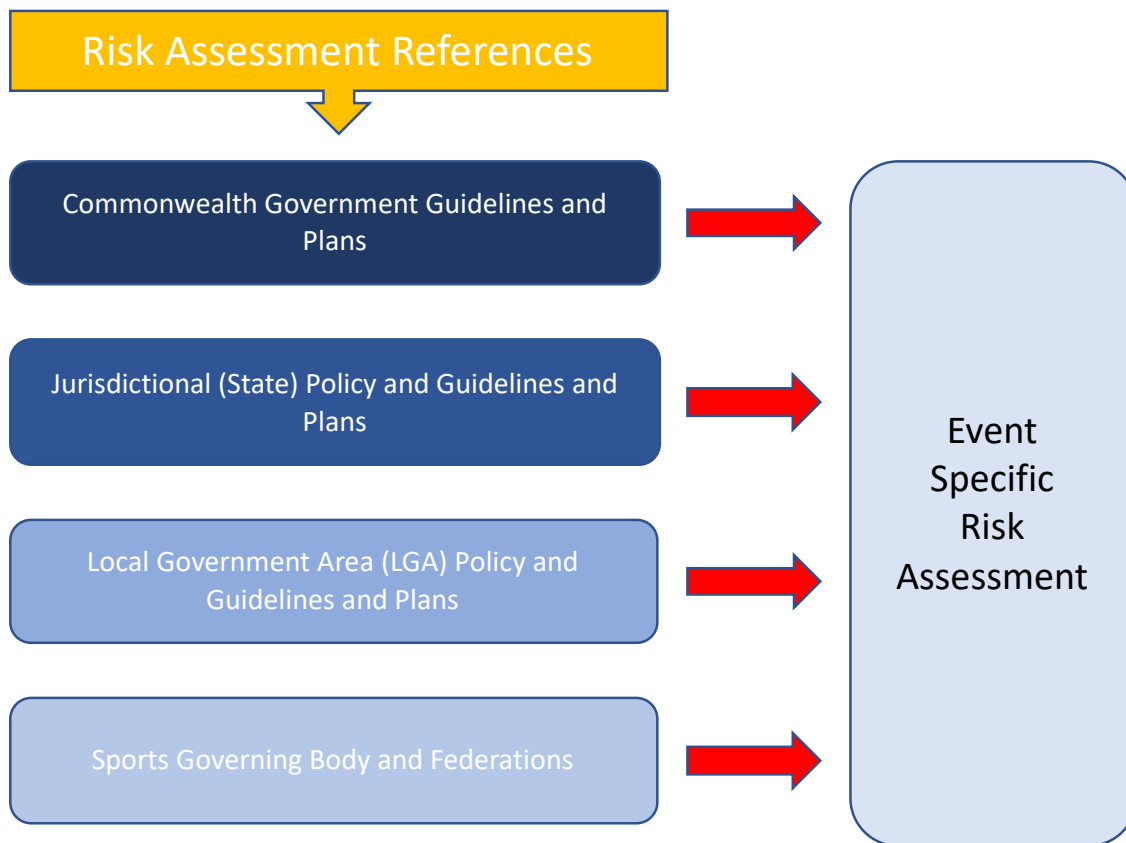 Risk Assessment References
Commonwealth Government Guidelines and
Plans
Jurisdictional (State) Policy and Guidelines and
Plans
Local Government Area (LGA) Policy and
Guidelines and Plans
Sports Governing Body and Federations
Event
Specific
Risk
Assessment